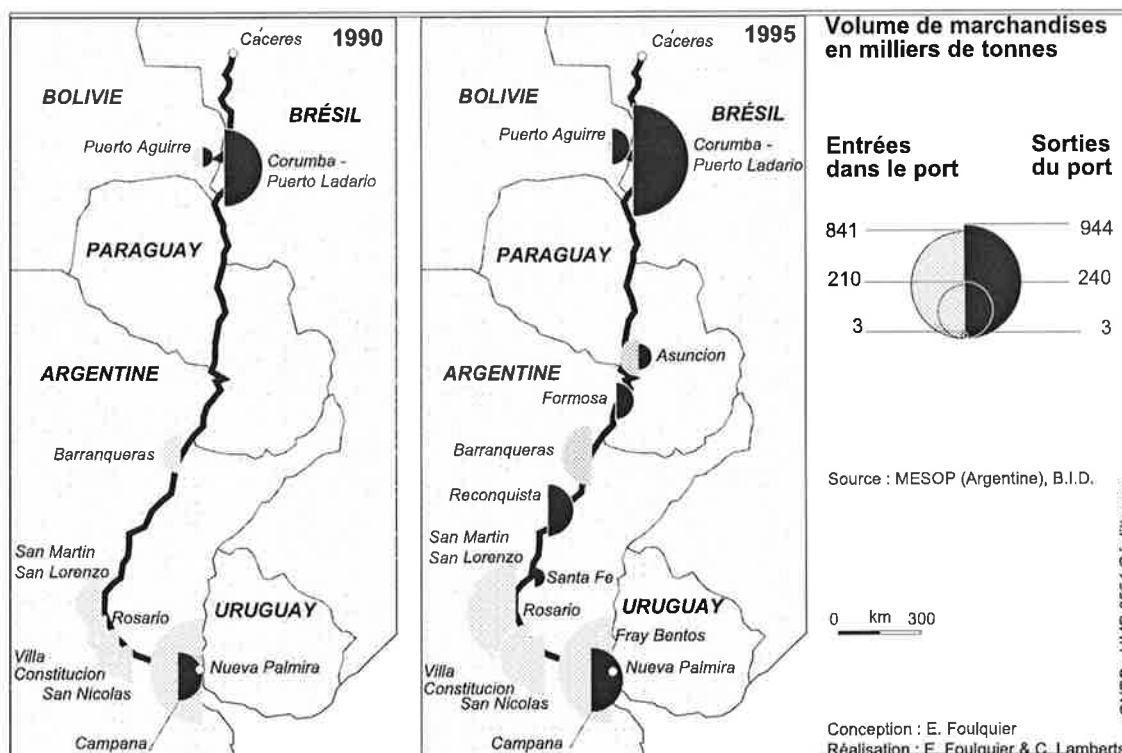 1990
Cáceres
BOLIVIE
BRÉSIL
Puerto Aguirre
Corumba -
Puerto Ladario
PARAGUAY
ARGENTINE
Barranqueras
San Martin
San Lorenzo
Rosario
URUGUAY
Villa
Constitucion
San Nicolas
Nueva Palmira
Campana
1995
Cáceres
BOLIVIE
BRÉSIL
Puerto Aguirre
Corumba -
Puerto Ladario
PARAGUAY
Asuncion
ARGENTINE
Formosa
Barranqueras
Reconquista
San Martin
San Lorenzo
Santa Fe
Rosario
URUGUAY
Fray Bentos
Villa
Constitucion
San Nicolas
Nueva Palmira
Campana
Volume de marchandises
en milliers de tonnes
Entrées
dans le port
Sorties
du port
841
944
210
240
3
3
Source : MESOP (Argentine), B.I.D.
0 km 300
Conception : E. Foulquier
Réalisation : E. Foulquier & C. Lamberts